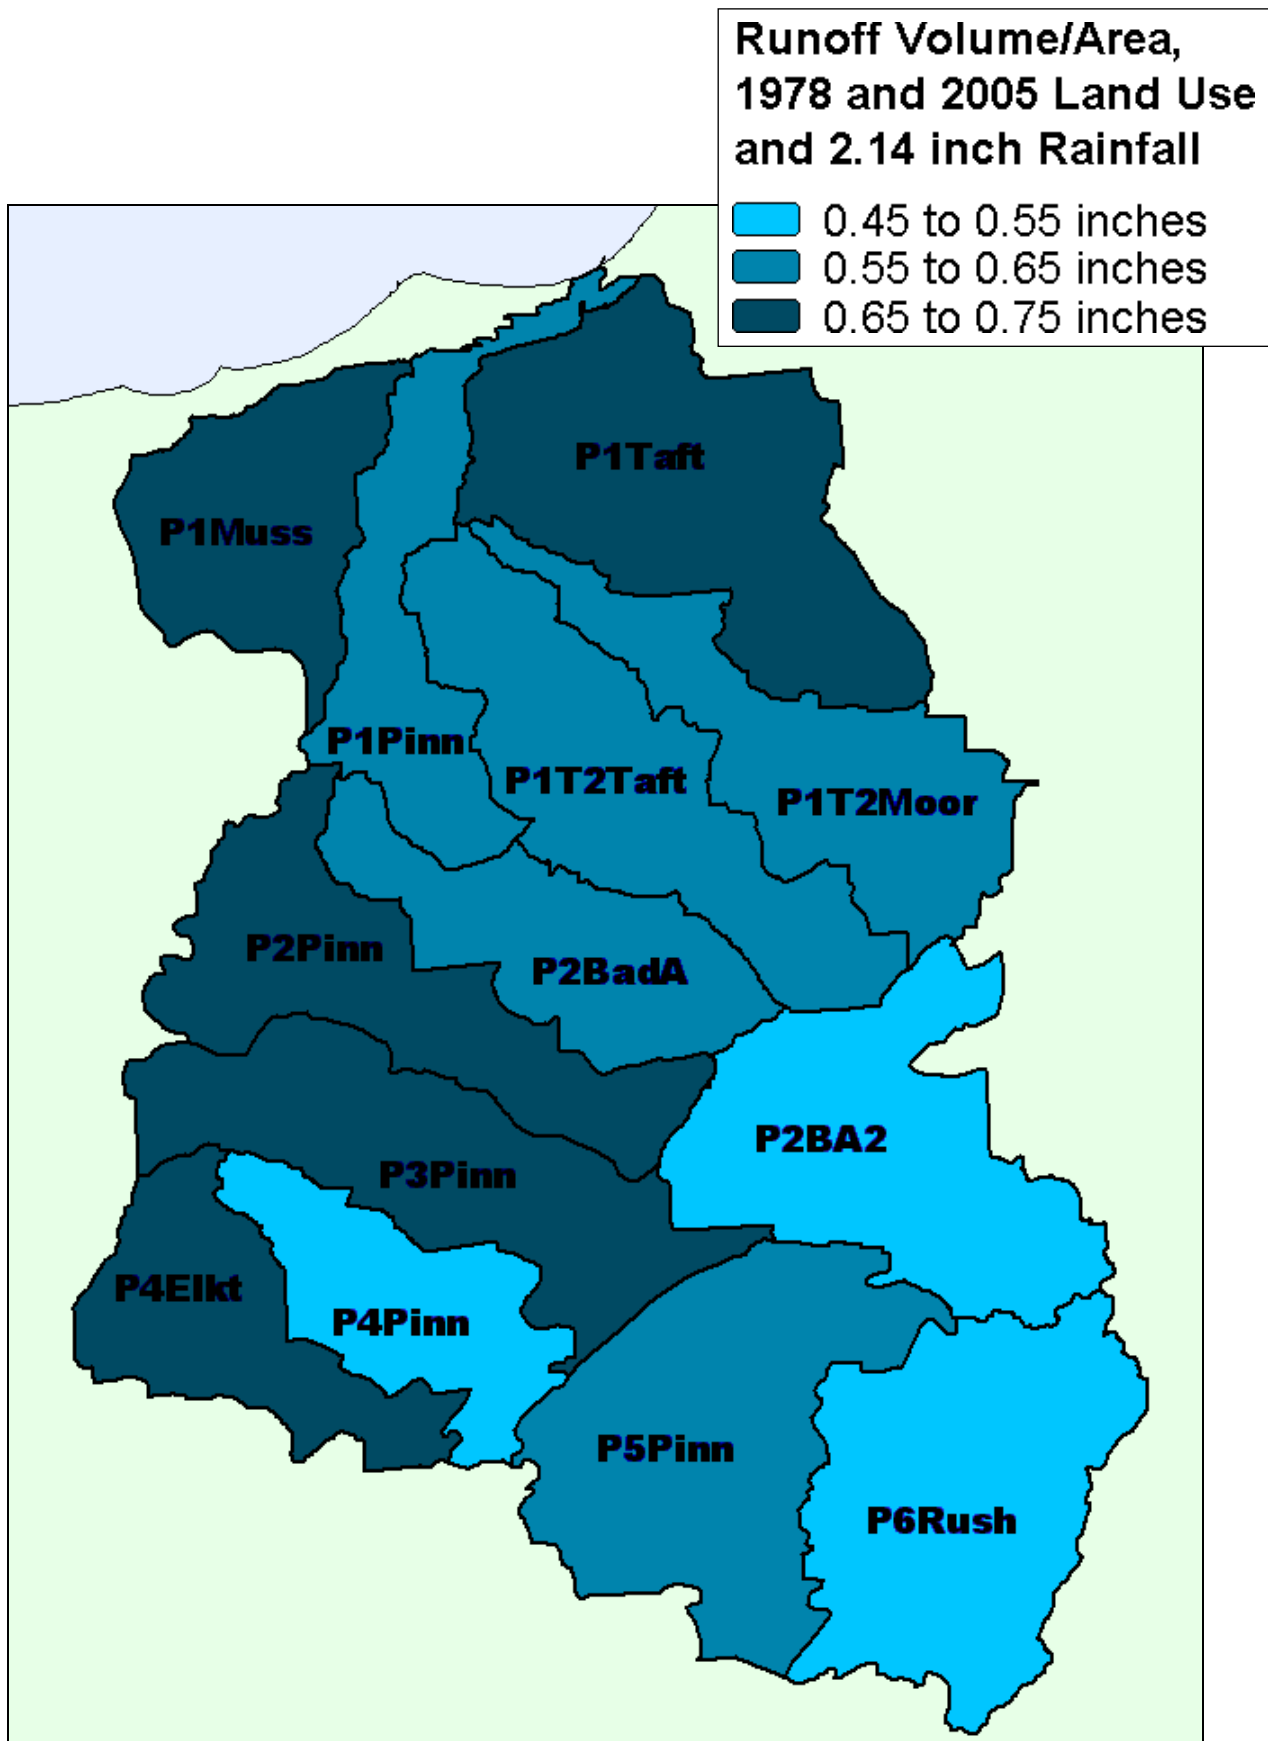 Runoff Volume/Area,
1978 and 2005 Land Use
and 2.14 inch Rainfall
0.45 to 0.55 inches
0.55 to 0.65 inches
0.65 to 0.75 inches
P1Taft
P1Muss
P1Pinn
P1T2Taft
P1T2Moor
P2Pinn
P2BadA
P2BA2
P3Pinn
P4Elkt
P4Pinn
P5Pinn
P6Rush